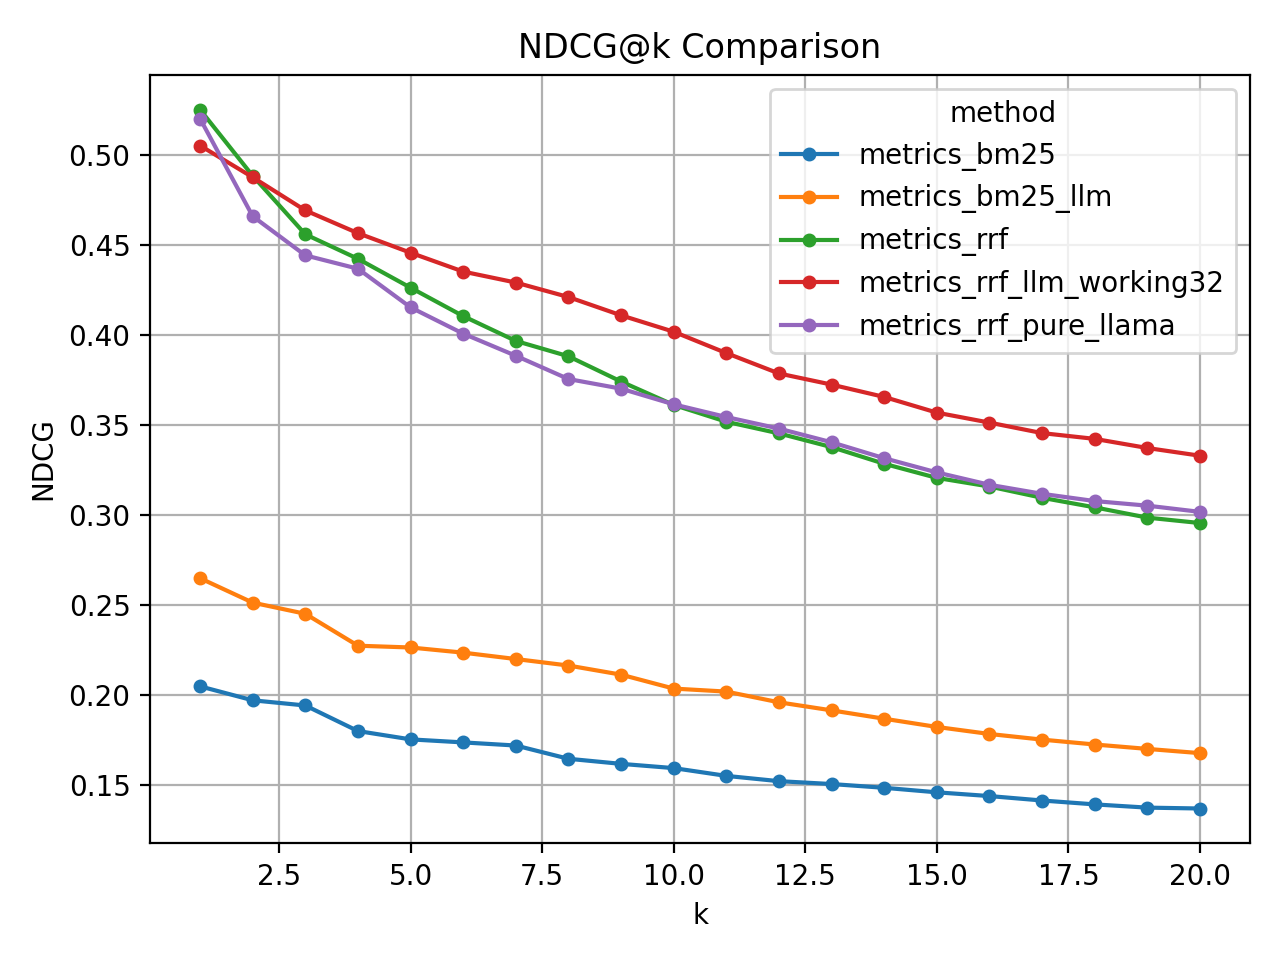 NDCG@k Comparison
method
metrics_bm25
metrics_bm25_llm
metrics_rrf
metrics_rrf_llm_working32
metrics_rrf_pure_llama
NDCG
0.50
0.45
0.40
0.35
0.30
0.25
0.20
0.15
2.5 5.0 7.5 10.0 12.5 15.0 17.5 20.0
k